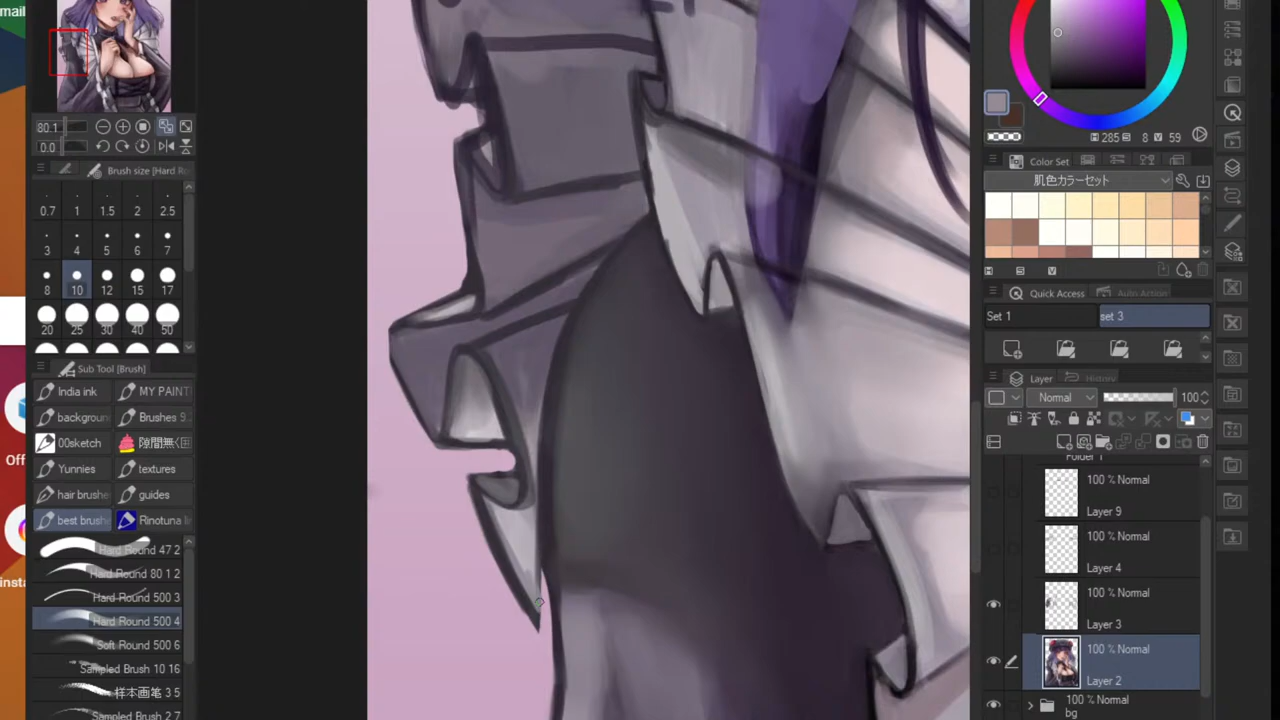 mail
80.1
0.0
Brush size [Hard Ro
0.7 1 1.5 2 2.5
3 4 5 6 7
8 10 12 15 17
20 25 30 40 50
Sub Tool [Brush]
India ink
MY PAINT
backgroun
Brushes 9
00sketch
隙間無く囲
Yunnies
textures
hair brushe
guides
best brush
Rinotuna li
Hard Round 47 2
Hard Round 80 1 2
Hard Round 500 3
Hard Round 500 4
Soft Round 500 6
Sampled Brush 10 16
样本画笔 3 5
Sampled Brush 2 7
Off
insta
H 285 S 8 V 59
Color Set
肌色カラーセット
Quick Access
Auto Action
Set 1
set 3
Layer
History
Normal
100
Folder 1
100 % Normal
Layer 9
100 % Normal
Layer 4
100 % Normal
Layer 3
100 % Normal
Layer 2
100 % Normal
bg